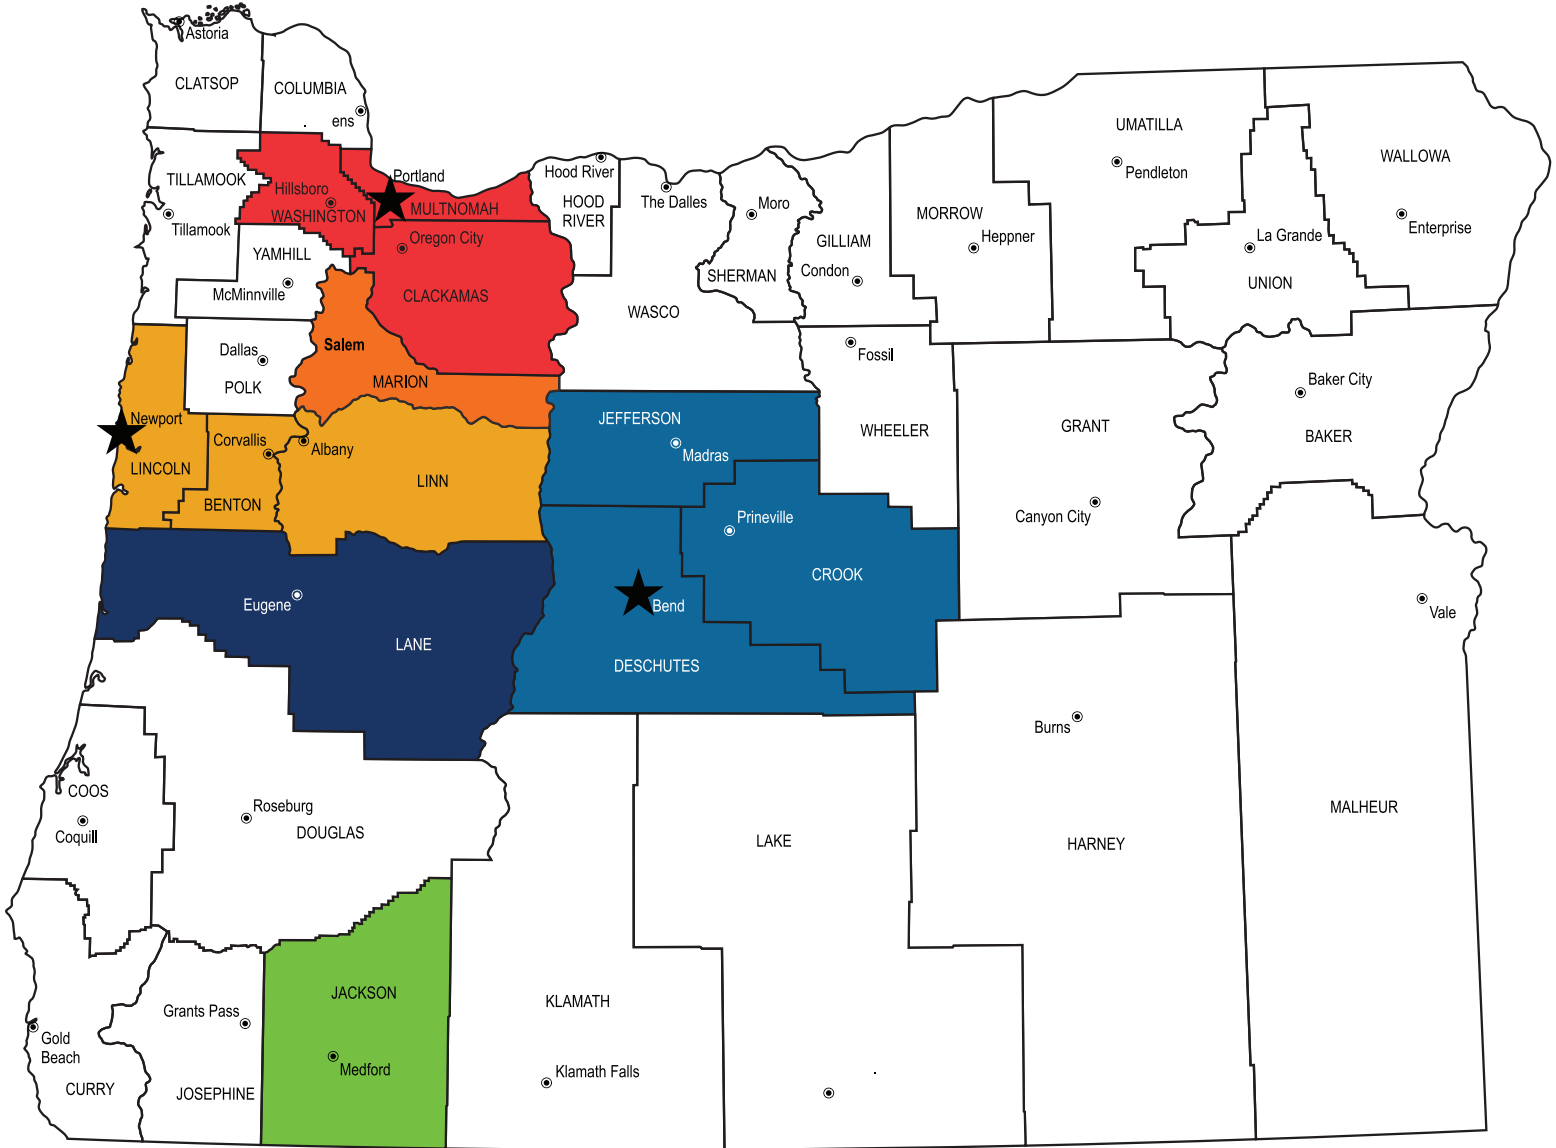 Astoria
CLATSOP
COLUMBIA
ens
UMATILLA
WALLOWA
Pendleton
Portland
Hood River
TILLAMOOK
Hillsboro
WASHINGTON
MULTNOMAH
HOOD
RIVER
The Dalles
Moro
MORROW
Heppner
Enterprise
Tillamook
Oregon City
GILLIAM
La Grande
YAMHILL
McMinnville
CLACKAMAS
SHERMAN
Condon
UNION
WASCO
Dallas
POLK
Salem
MARION
Fossil
Baker City
Newport
Corvallis
Albany
JEFFERSON
Madras
WHEELER
GRANT
BAKER
LINCOLN
BENTON
LINN
Prineville
Canyon City
CROOK
Eugene
LANE
Bend
DESCHUTES
Vale
Burns
COOS
Coquill
Roseburg
DOUGLAS
LAKE
HARNEY
MALHEUR
JACKSON
KLAMATH
Grants Pass
Gold
Beach
Medford
Klamath Falls
CURRY
JOSEPHINE